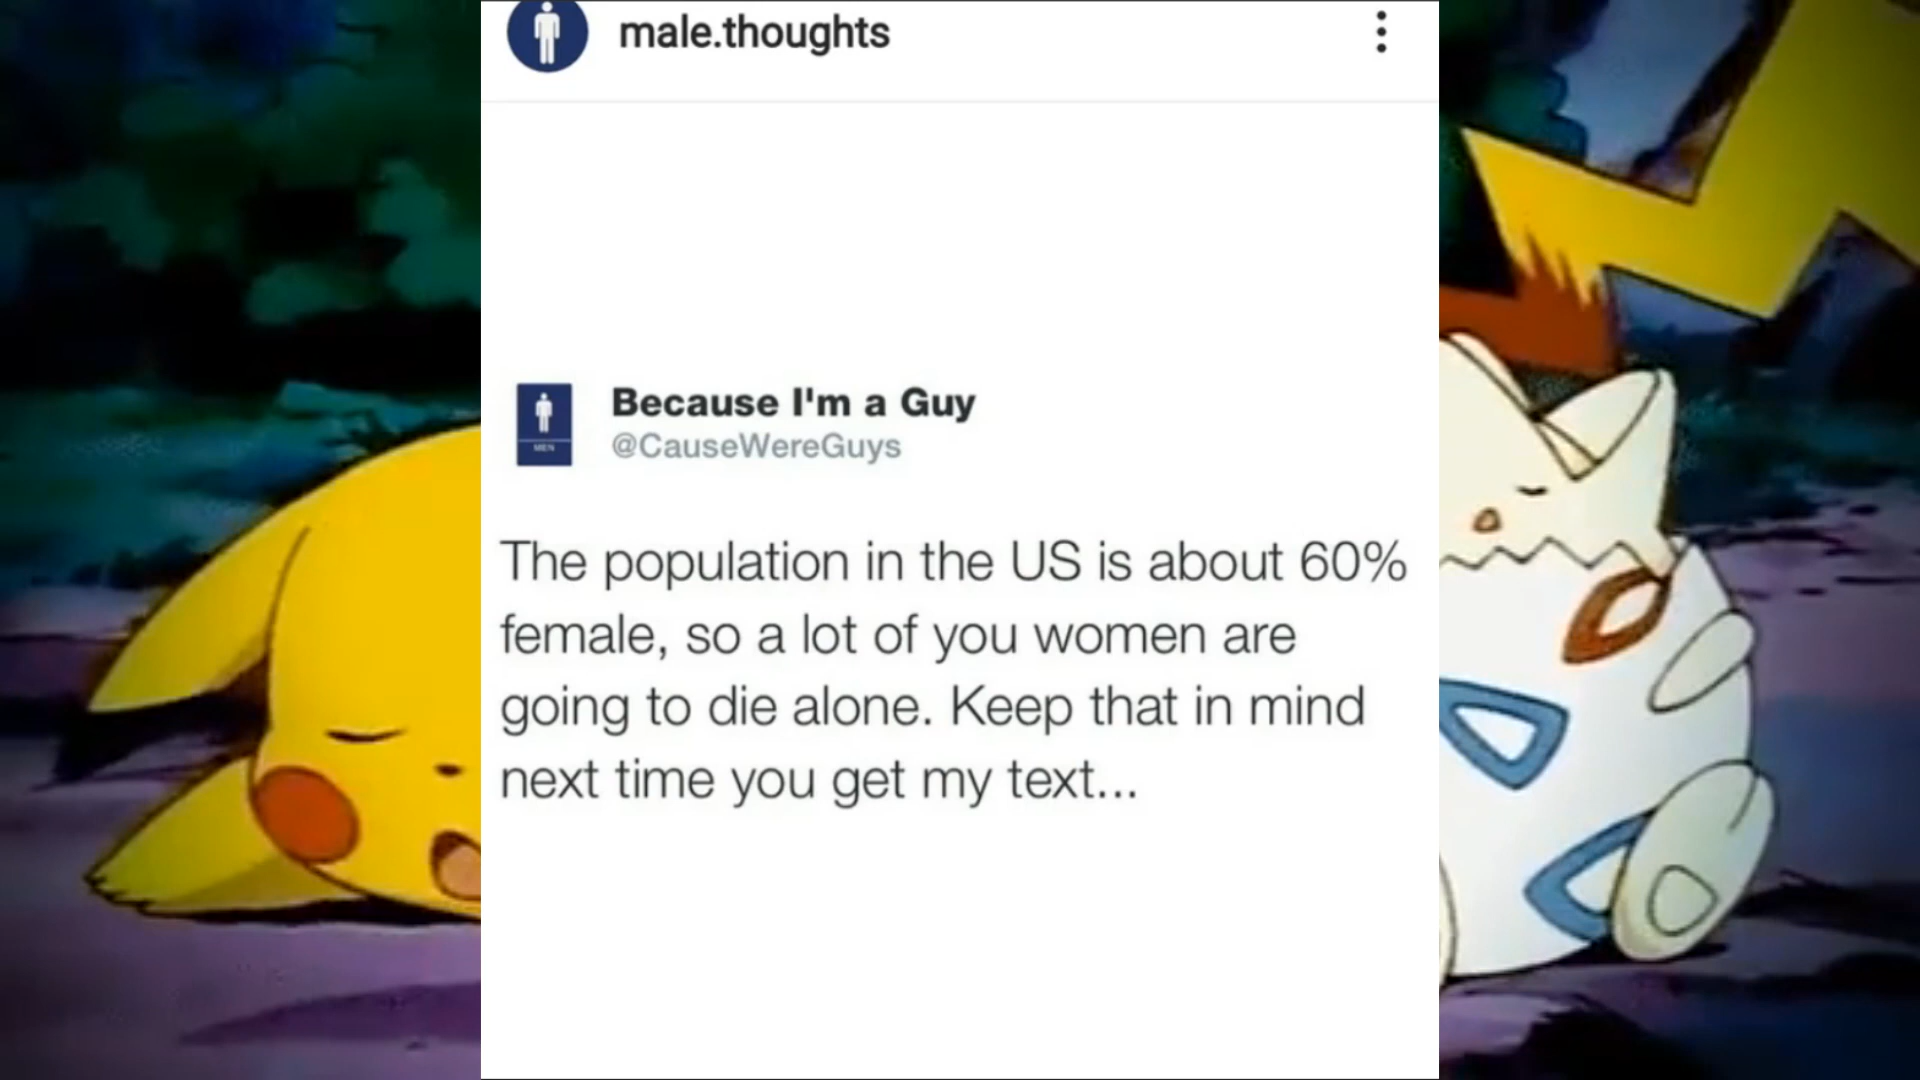 male.thoughts
Because I'm a Guy
MEN
@CauseWereGuys
The population in the US is about 60%
female, so a lot of you women are
going to die alone. Keep that in mind
next time you get my text...